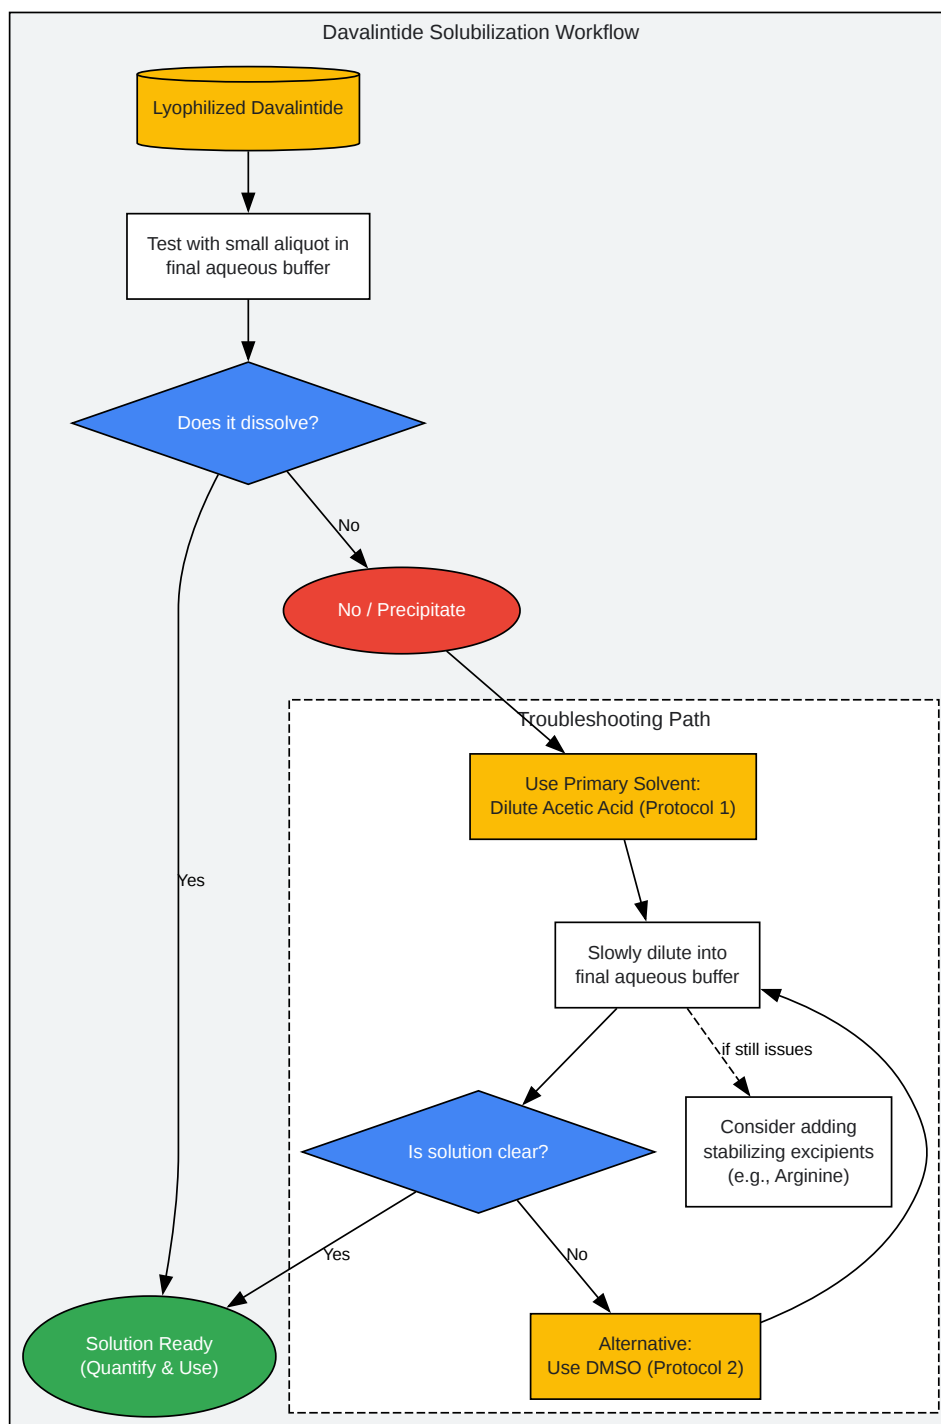 Davalintide Solubilization Workflow
Lyophilized Davalintide
Test with small aliquot in
final aqueous buffer
Does it dissolve?
No
No / Precipitate
Troubleshooting Path
Use Primary Solvent:
Dilute Acetic Acid (Protocol 1)
Yes
Slowly dilute into
final aqueous buffer
if still issues
Consider adding
stabilizing excipients
(e.g., Arginine)
Is solution clear?
Yes
No
Solution Ready
(Quantify & Use)
Alternative:
Use DMSO (Protocol 2)